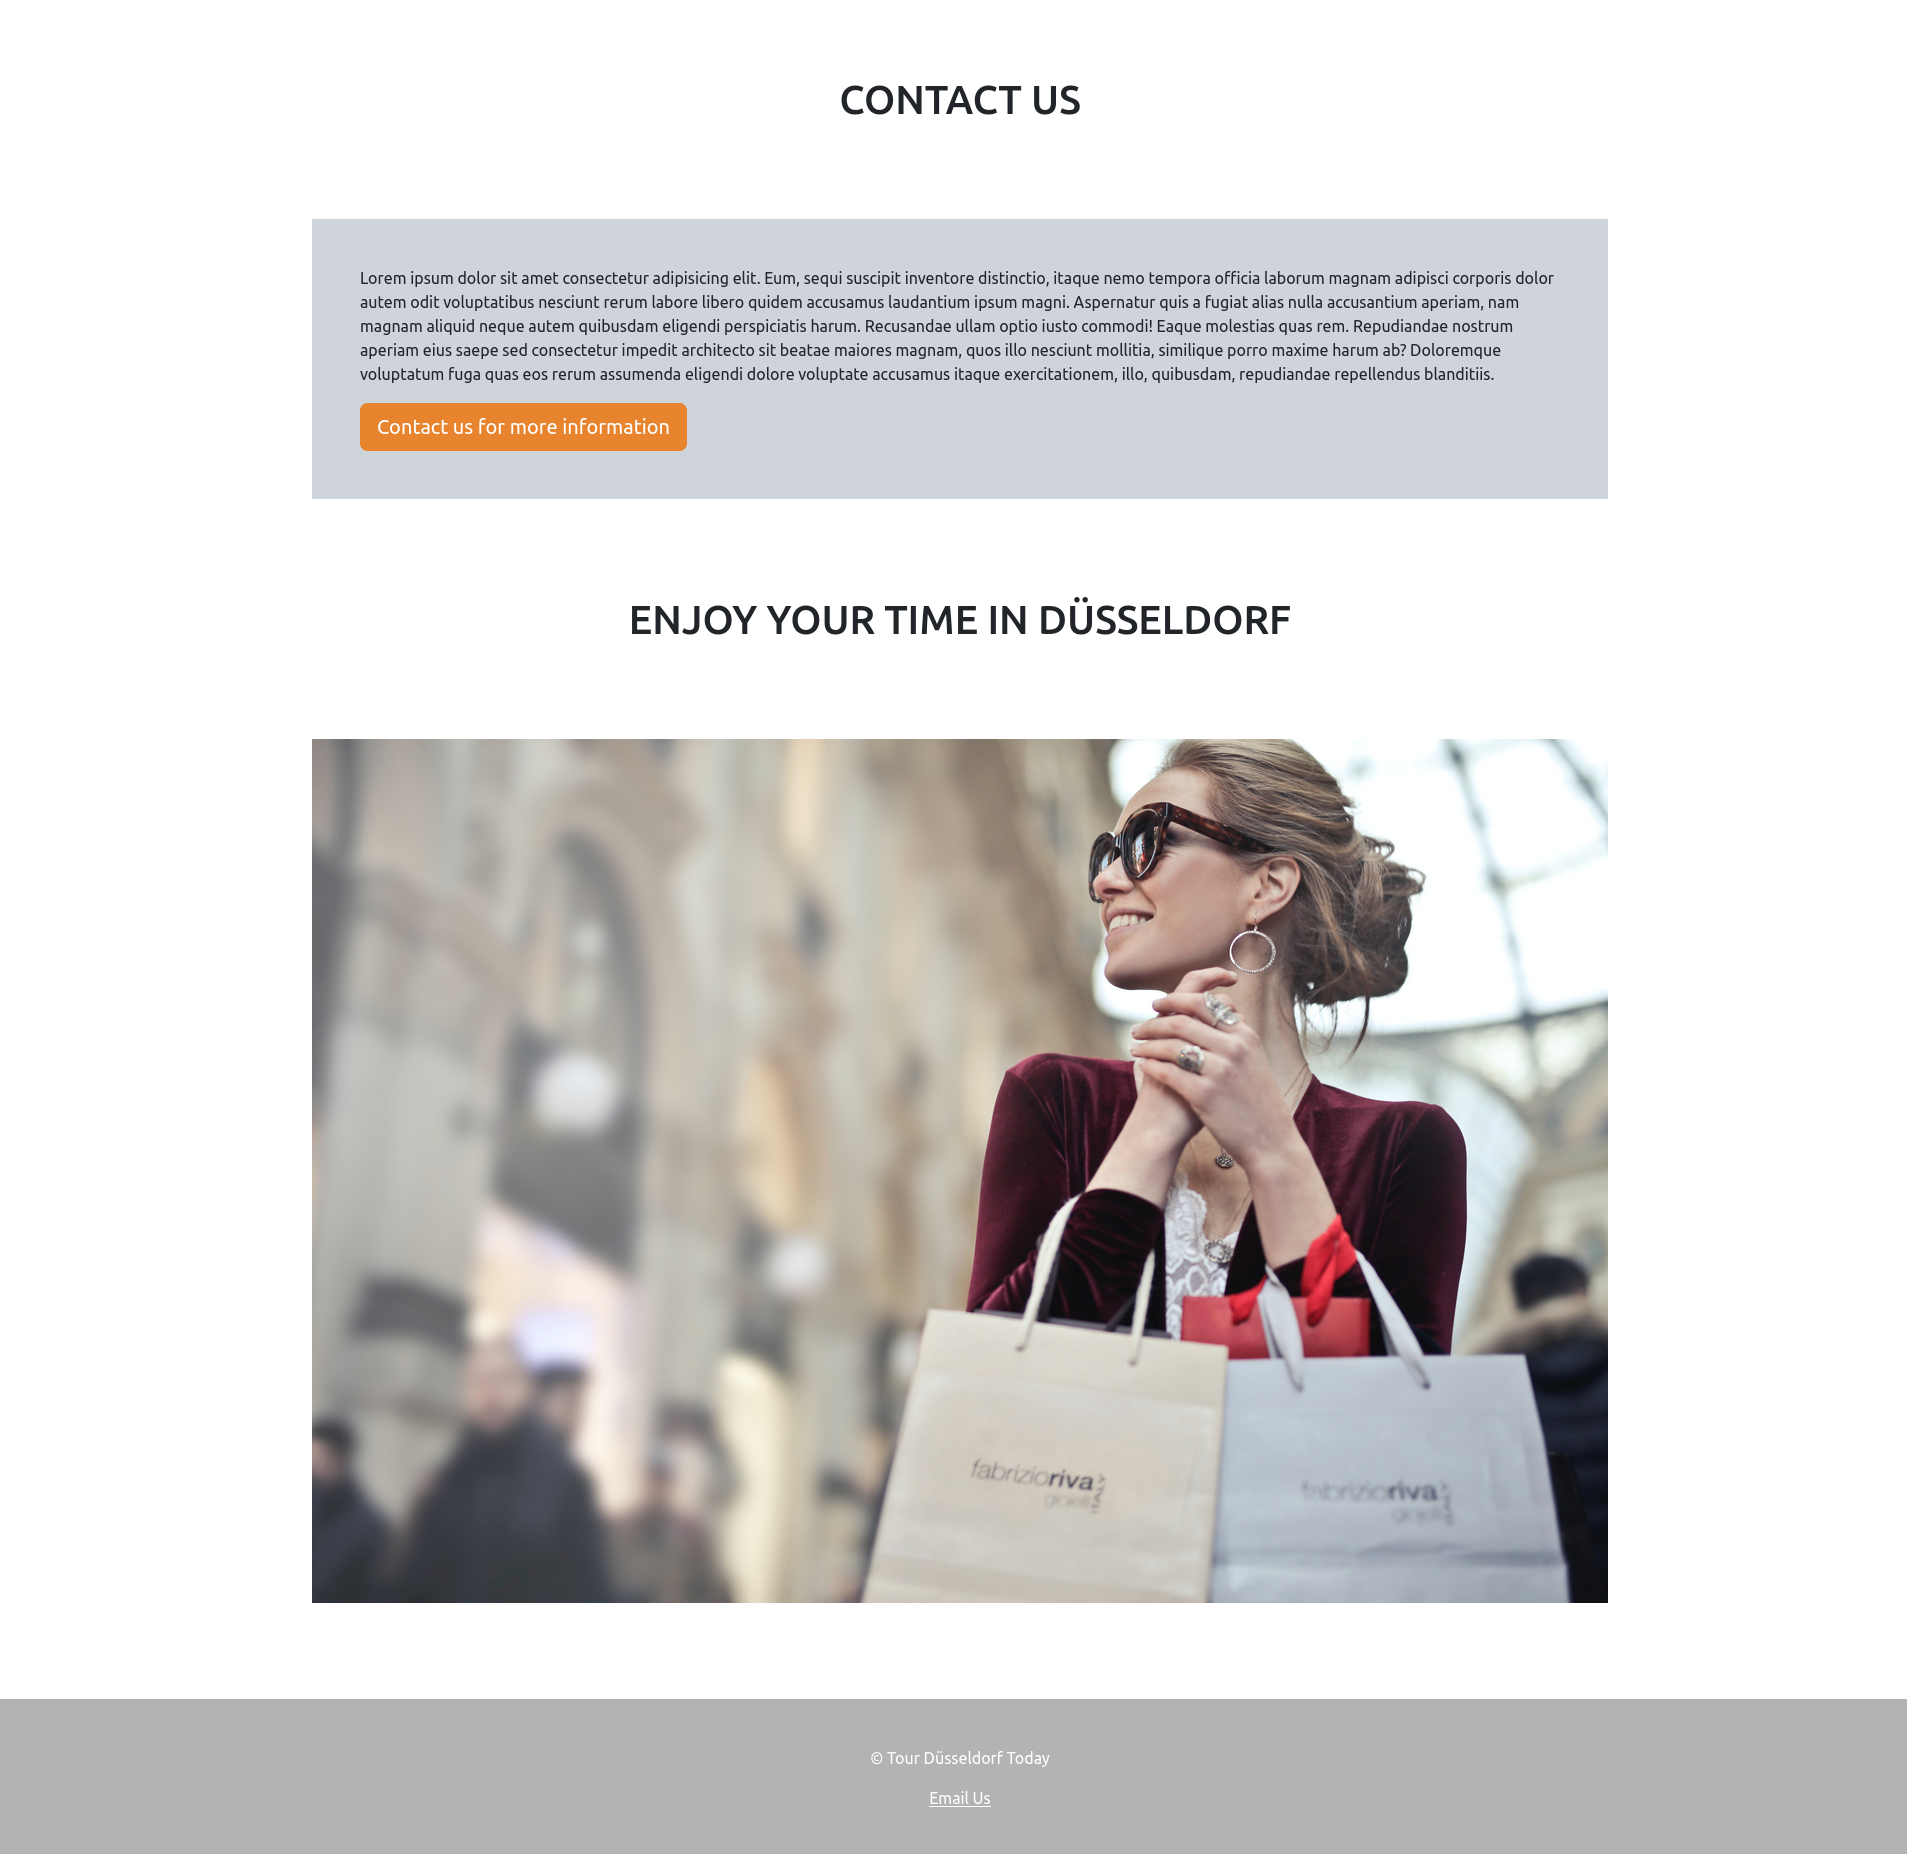 CONTACT US
Lorem ipsum dolor sit amet consectetur adipisicing elit. Eum, sequi suscipit inventore distinctio, itaque nemo tempora officia laborum magnam adipisci corporis dolor
autem odit voluptatibus nesciunt rerum labore libero quidem accusamus laudantium ipsum magni. Aspernatur quis a fugiat alias nulla accusantium aperiam, nam
magnam aliquid neque autem quibusdam eligendi perspiciatis harum. Recusandae ullam optio iusto commodi! Eaque molestias quas rem. Repudiandae nostrum
aperiam eius saepe sed consectetur impedit architecto sit beatae maiores magnam, quos illo nesciunt mollitia, similique porro maxime harum ab? Doloremque
voluptatum fuga quas eos rerum assumenda eligendi dolore voluptate accusamus itaque exercitationem, illo, quibusdam, repudiandae repellendus blanditiis.
Contact us for more information
ENJOY YOUR TIME IN DÜSSELDORF
fabrizioriva
gioielli ITALY
fabrizioriva
gioielli ITALY
© Tour Düsseldorf Today
Email Us